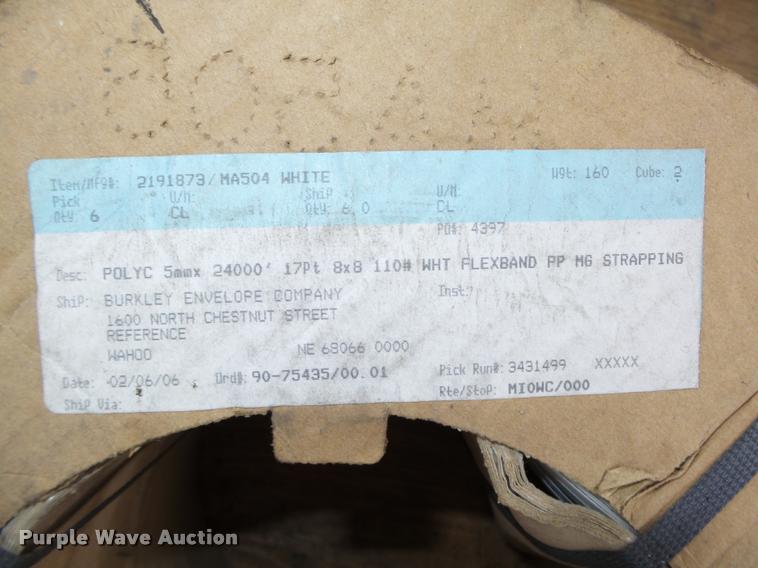 Item/Mfg#: 2191873/MA504 WHITE Wgt: 160 Cube: 2
Pick U/M: Ship U/M:
Qty 6 CL Qty: 6.0 CL
PO#: 4397
Desc: POLYC 5mmx 24000' 17Pt 8x8 110# WHT FLEXBAND PP MG STRAPPING
Ship: BURKLEY ENVELOPE COMPANY Inst:
1600 NORTH CHESTNUT STREET
REFERENCE
WAHOO NE 68066 0000
Pick Run#: 3431499 XXXXX
Date: 02/06/06 Ord#: 90-75435/00.01
Rte/Stop: MIOWC/000
Ship Via:
Purple Wave Auction